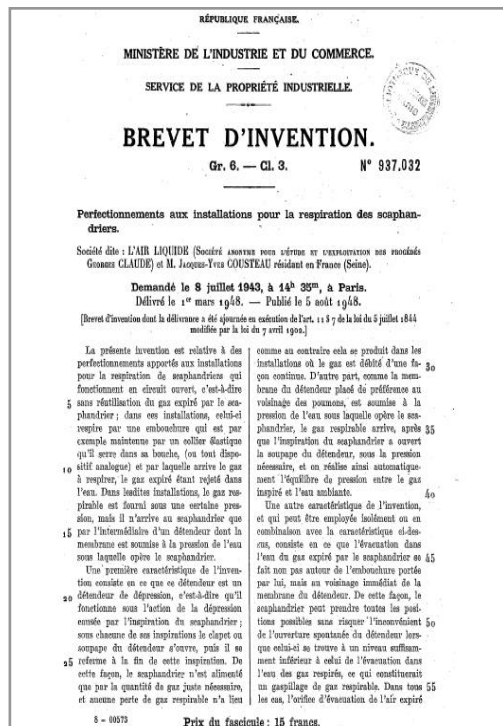 RÉPUBLIQUE FRANÇAISE.
MINISTÈRE DE L'INDUSTRIE ET DU COMMERCE.
SERVICE DE LA PROPRIÉTÉ INDUSTRIELLE.
BREVET D'INVENTION.
Gr. 6. — Cl. 3. N° 937.032
Perfectionnements aux installations pour la respiration des scaphan-
driers.
Société dite : L'AIR LIQUIDE (Société anonyme pour l'étude et l'exploitation des procédés
Georges CLAUDE) et M. Jacques-Yves COUSTEAU résidant en France (Seine).
Demandé le 8 juillet 1943, à 14h 35m, à Paris.
Délivré le 1er mars 1948. — Publié le 5 août 1948.
[Brevet d'invention dont la délivrance a été ajournée en exécution de l'art. 11 § 7 de la loi du 5 juillet 1844
modifiée par la loi du 7 avril 1902.]
La présente invention est relative à des
perfectionnements apportés aux installations
pour la respiration de scaphandriers qui
fonctionnent en circuit ouvert, c'est-à-dire
5 sans réutilisation du gaz expiré par le sca-
phandrier ; dans ces installations, celui-ci
respire par une embouchure qui est par
exemple maintenue par un collier élastique
qu'il serre dans sa bouche, (ou tout dispo-
10 sitif analogue) et par laquelle arrive le gaz
à respirer, le gaz expiré étant rejeté dans
l'eau. Dans lesdites installations, le gaz res-
pirable est fourni sous une certaine pres-
sion, mais il n'arrive au scaphandrier que
15 par l'intermédiaire d'un détendeur dont la
membrane est soumise à la pression de l'eau
sous laquelle opère le scaphandrier.
Une première caractéristique de l'inven-
tion consiste en ce que ce détendeur est un
20 détendeur de dépression, c'est-à-dire qu'il
fonctionne sous l'action de la dépression
causée par l'inspiration du scaphandrier ;
sous chacune de ses inspirations le clapet ou
soupape du détendeur s'ouvre, puis il se
25 referme à la fin de cette inspiration. De
cette façon, le scaphandrier n'est alimenté
que par la quantité de gaz juste nécessaire,
et aucune perte de gaz respirable n'a lieu
comme au contraire cela se produit dans les
installations où le gaz est débité d'une fa- 30
çon continue. D'autre part, comme la mem-
brane du détendeur placé de préférence au
voisinage des poumons, est soumise à la
pression de l'eau sous laquelle opère le sca-
phandrier, le gaz respirable arrive, après 35
que l'inspiration du scaphandrier a ouvert
la soupape du détendeur, sous la pression
nécessaire, et on réalise ainsi automatique-
ment l'équilibre de pression entre le gaz
inspiré et l'eau ambiante. 40
Une autre caractéristique de l'invention,
et qui peut être employée isolément ou en
combinaison avec la caractéristique ci-des-
sus, consiste en ce que l'évacuation dans
l'eau du gaz expiré par le scaphandrier se 45
fait non pas autour de l'embouchure portée
par lui, mais au voisinage immédiat de la
membrane du détendeur. De cette façon, le
scaphandrier peut prendre toutes les posi-
tions possibles sans risquer l'inconvénient 50
de l'ouverture spontanée du détendeur lors-
que celui-ci se trouve à un niveau suffisam-
ment inférieur à celui de l'évacuation dans
l'eau des gaz respirés, ce qui constituerait
un gaspillage de gaz respirable. Dans tous 55
les cas, l'orifice d'évacuation de l'air expiré
8 - 00573 Prix du fascicule : 15 francs.